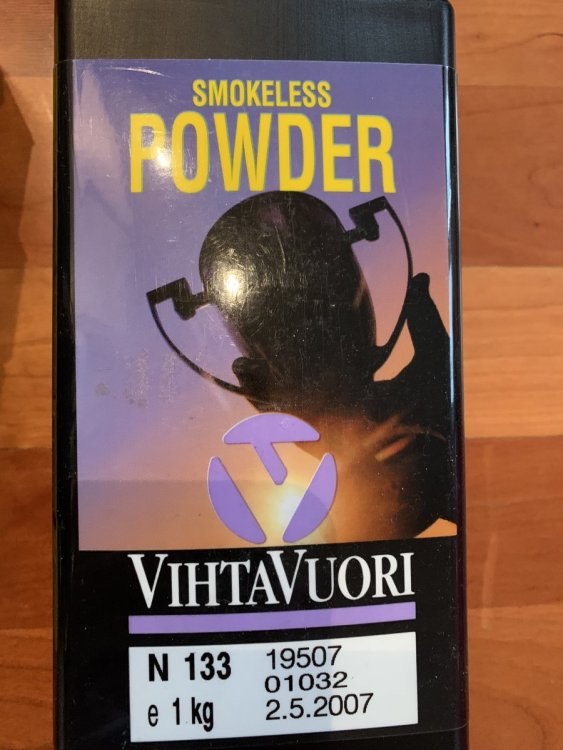 SMOKELESS
POWDER
VIHTAVUORI
N 133 19507
01032
e 1 kg 2.5.2007